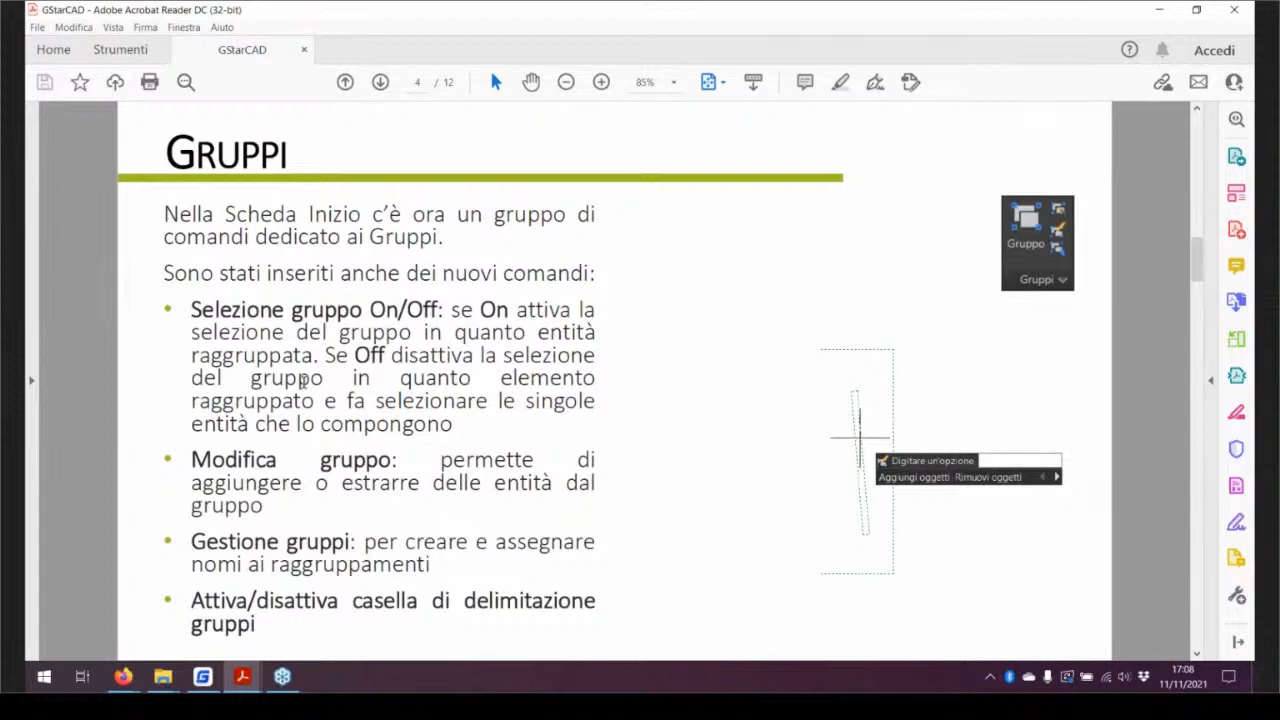 GStarCAD - Adobe Acrobat Reader DC (32-bit)
File Modifica Vista Firma Finestra Aiuto
Home Strumenti GStarCAD × Accedi
4 / 12 85%
GRUPPI
Nella Scheda Inizio c'è ora un gruppo di
comandi dedicato ai Gruppi.
Sono stati inseriti anche dei nuovi comandi:
• Selezione gruppo On/Off: se On attiva la
selezione del gruppo in quanto entità
raggruppata. Se Off disattiva la selezione
del gruppo in quanto elemento
raggruppato e fa selezionare le singole
entità che lo compongono
• Modifica gruppo: permette di
aggiungere o estrarre delle entità dal
gruppo
• Gestione gruppi: per creare e assegnare
nomi ai raggruppamenti
• Attiva/disattiva casella di delimitazione
gruppi
Gruppo
Gruppi
Digitare un'opzione
Aggiungi oggetti Rimuovi oggetti
17:08
11/11/2021